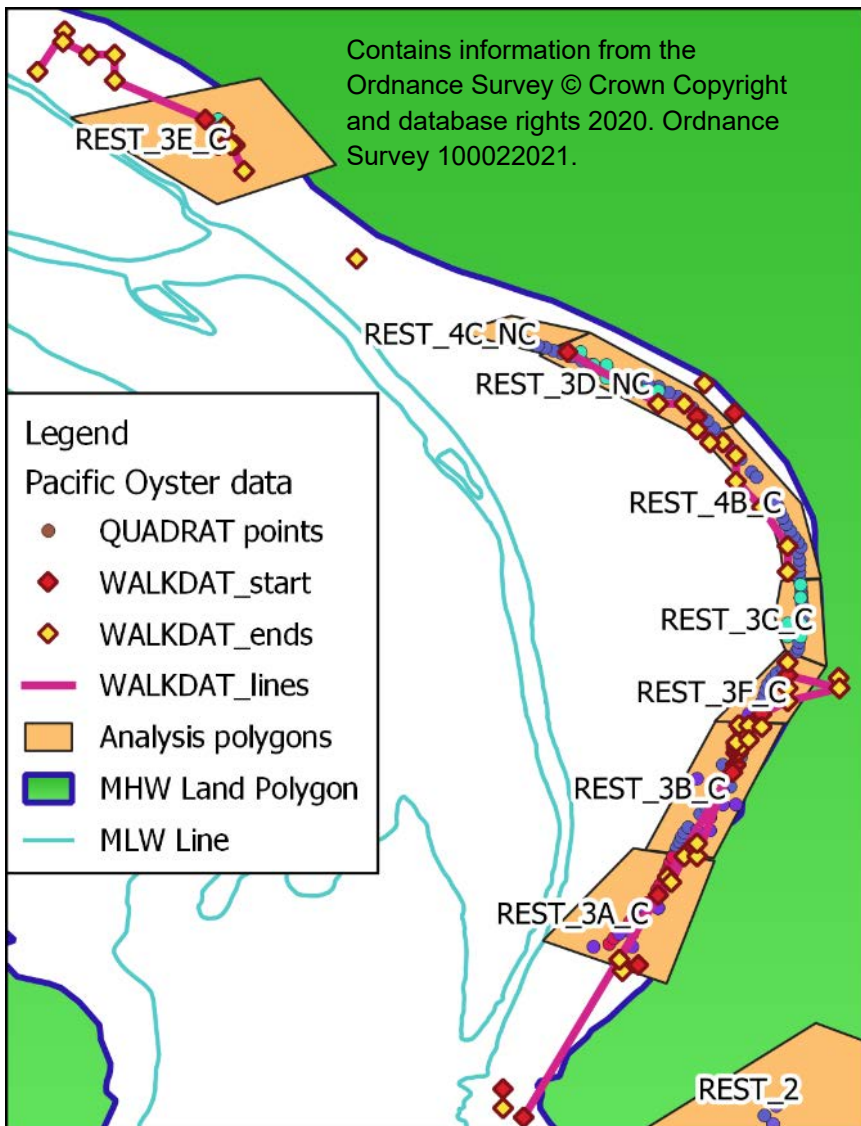 Contains information from the
Ordnance Survey © Crown Copyright
and database rights 2020. Ordnance
Survey 100022021.
REST_3E_C
REST_4C_NC
REST_3D_NC
REST_4B_C
REST_3C_C
REST_3F_C
REST_3B_C
REST_3A_C
REST_2
Legend
Pacific Oyster data
QUADRAT points
WALKDAT_start
WALKDAT_ends
WALKDAT_lines
Analysis polygons
MHW Land Polygon
MLW Line